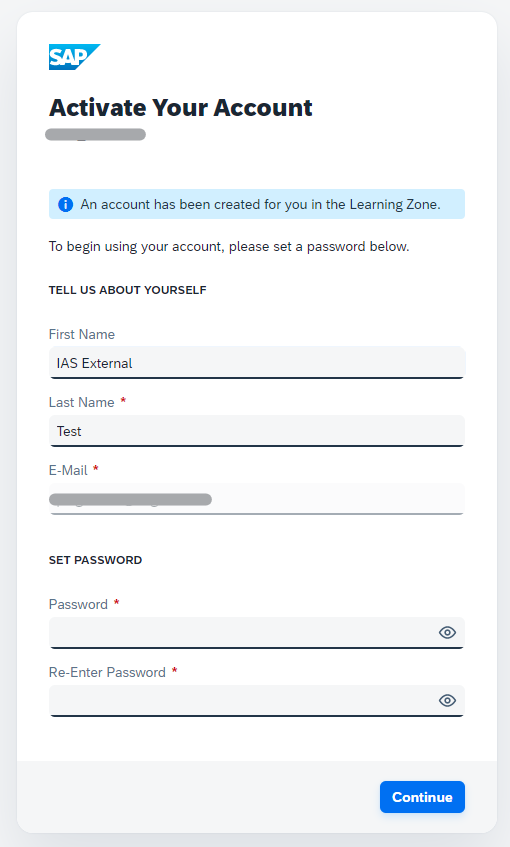 SAP
Activate Your Account
An account has been created for you in the Learning Zone.
To begin using your account, please set a password below.
TELL US ABOUT YOURSELF
First Name
IAS External
Last Name *
Test
E-Mail *
SET PASSWORD
Password *
Re-Enter Password *
Continue